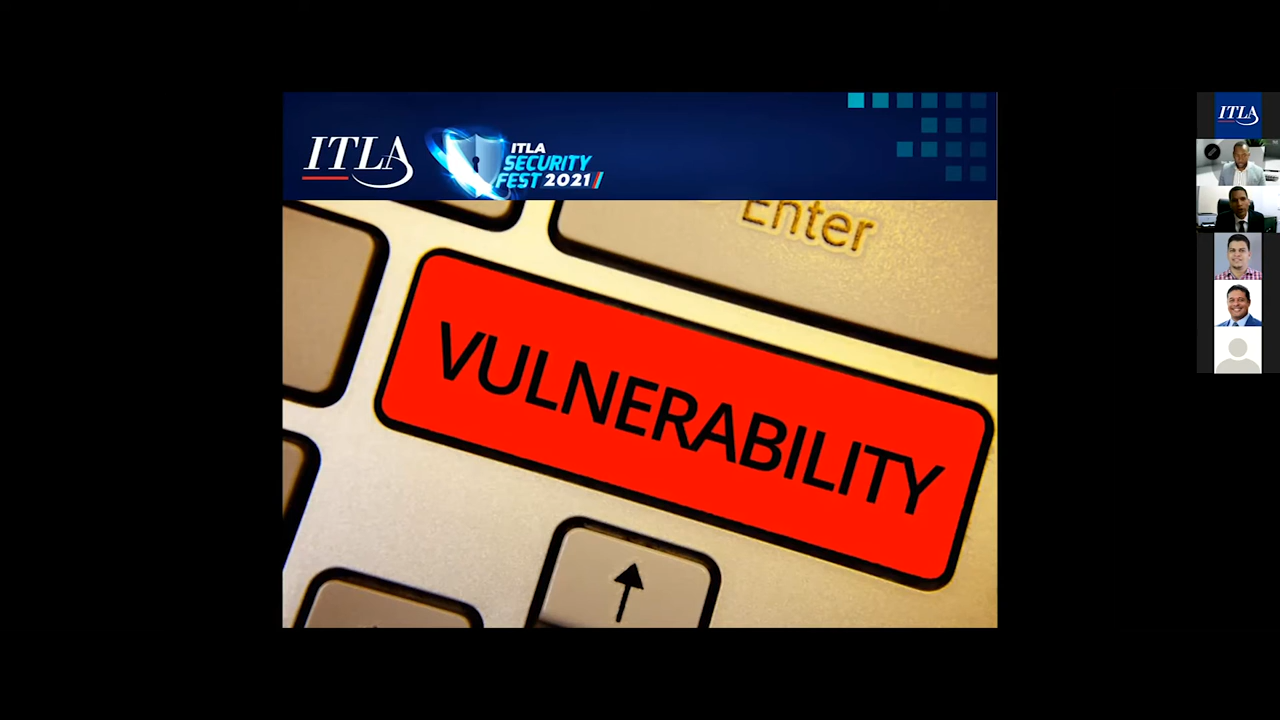 ITLA
ITLA
SECURITY
FEST 2021
Enter
VULNERABILITY
ITLA